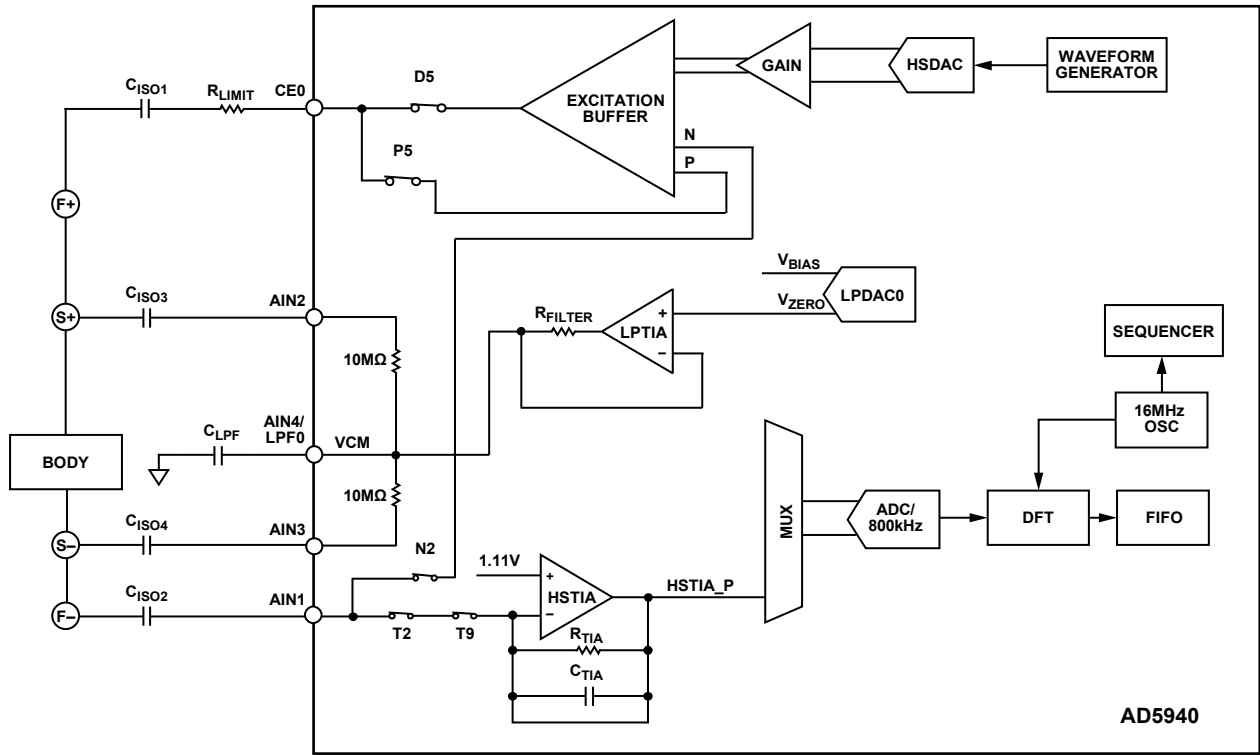 CISO1
RLIMIT
CE0
D5
EXCITATION
BUFFER
N
P
GAIN
HSDAC
WAVEFORM
GENERATOR
P5
F+
S+
CISO3
AIN2
10MΩ
RFILTER
LPTIA
+
−
VBIAS
VZERO
LPDAC0
SEQUENCER
16MHz
OSC
BODY
CLPF
AIN4/
LPF0
VCM
10MΩ
S−
CISO4
AIN3
F−
CISO2
AIN1
N2
T2
T9
1.11V
+
−
HSTIA
HSTIA_P
RTIA
CTIA
MUX
ADC/
800kHz
DFT
FIFO
AD5940